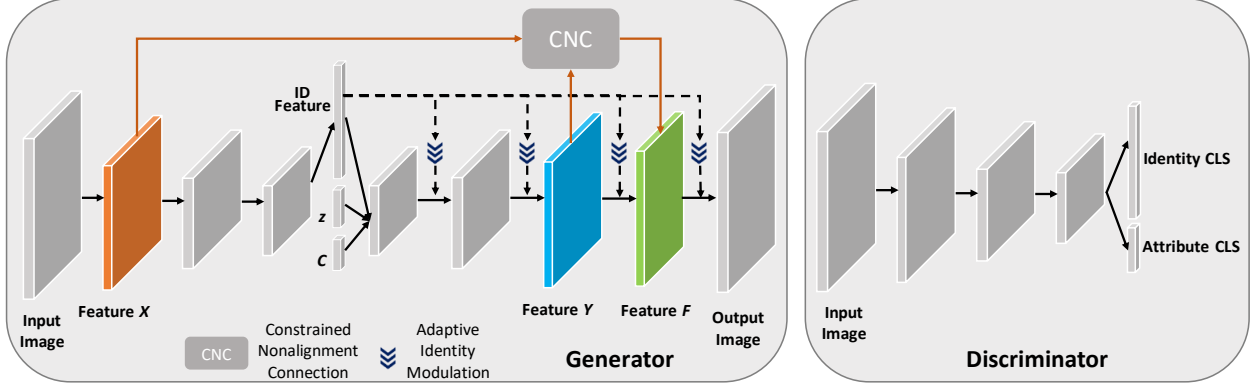 CNC
ID
Feature
z
C
Input
Image
Feature X
Feature Y
Feature F
Output
Image
CNC
Constrained
Nonalignment
Connection
Adaptive
Identity
Modulation
Generator
Identity CLS
Attribute CLS
Input
Image
Discriminator